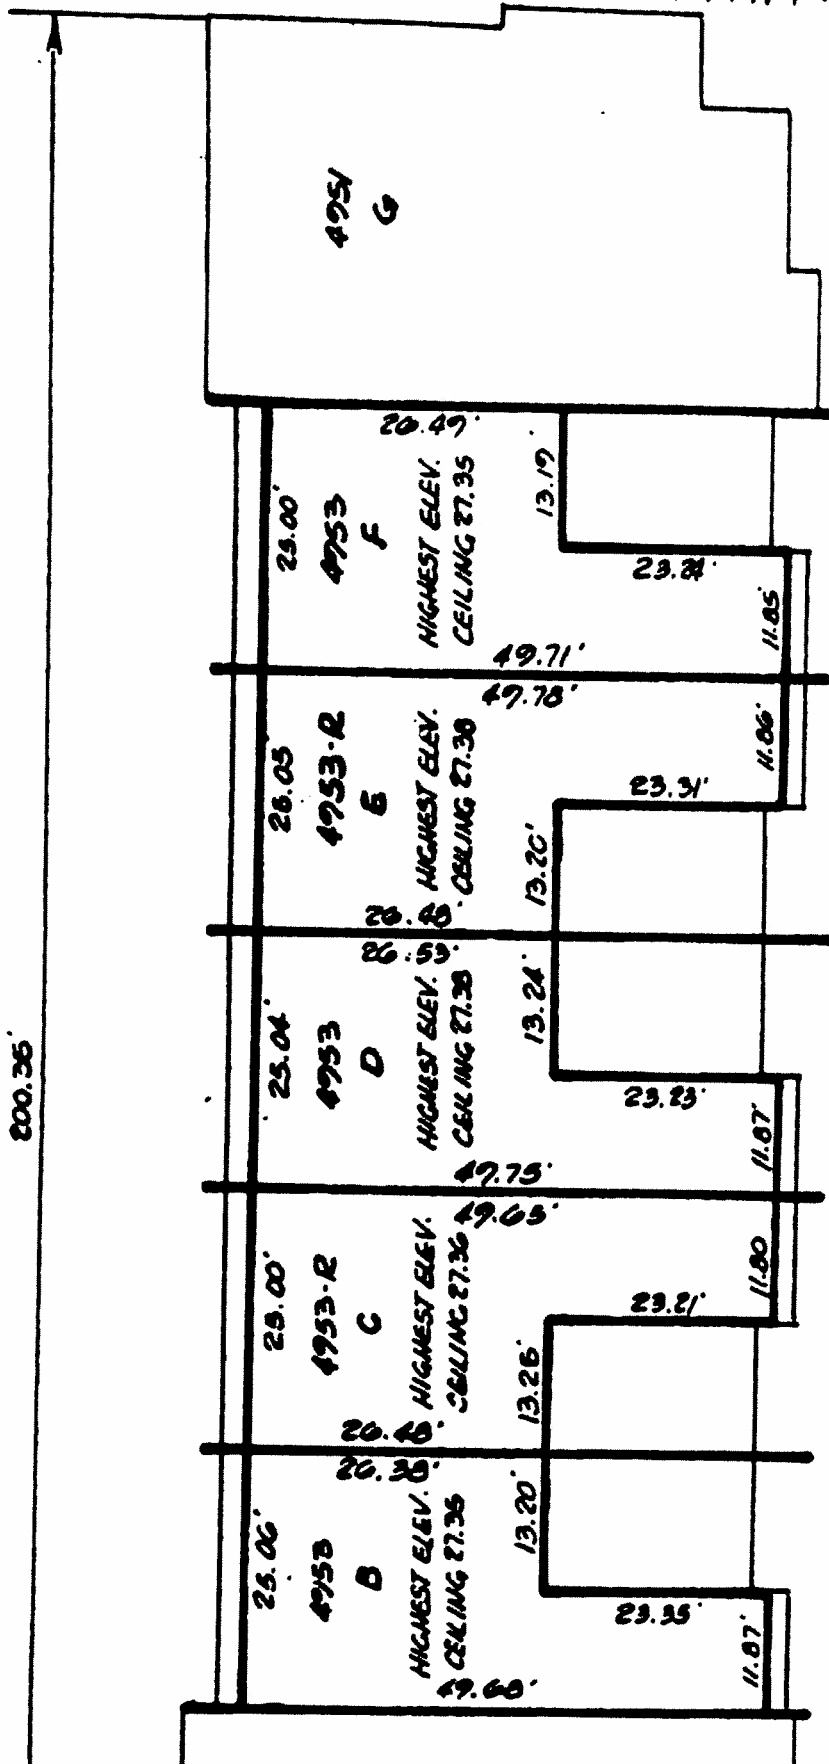 4951
G
200.36'
26.49'
25.00'
4953
F
HIGHEST ELEV.
CEILING 27.35
13.19
23.24'
11.85'
49.71'
49.78'
25.05
4953-R
E
HIGHEST ELEV.
CEILING 27.38
11.86'
23.31'
13.20'
26.48'
26.53'
25.04'
4953
D
HIGHEST ELEV.
CEILING 27.38
13.24'
23.23'
11.87'
49.75'
49.65'
25.00'
4953-R
C
HIGHEST ELEV.
CEILING 27.36
11.80
23.21'
13.26'
26.48'
26.38'
25.06'
4953
B
HIGHEST ELEV.
CEILING 27.35
13.20'
23.35'
11.87'
49.68'